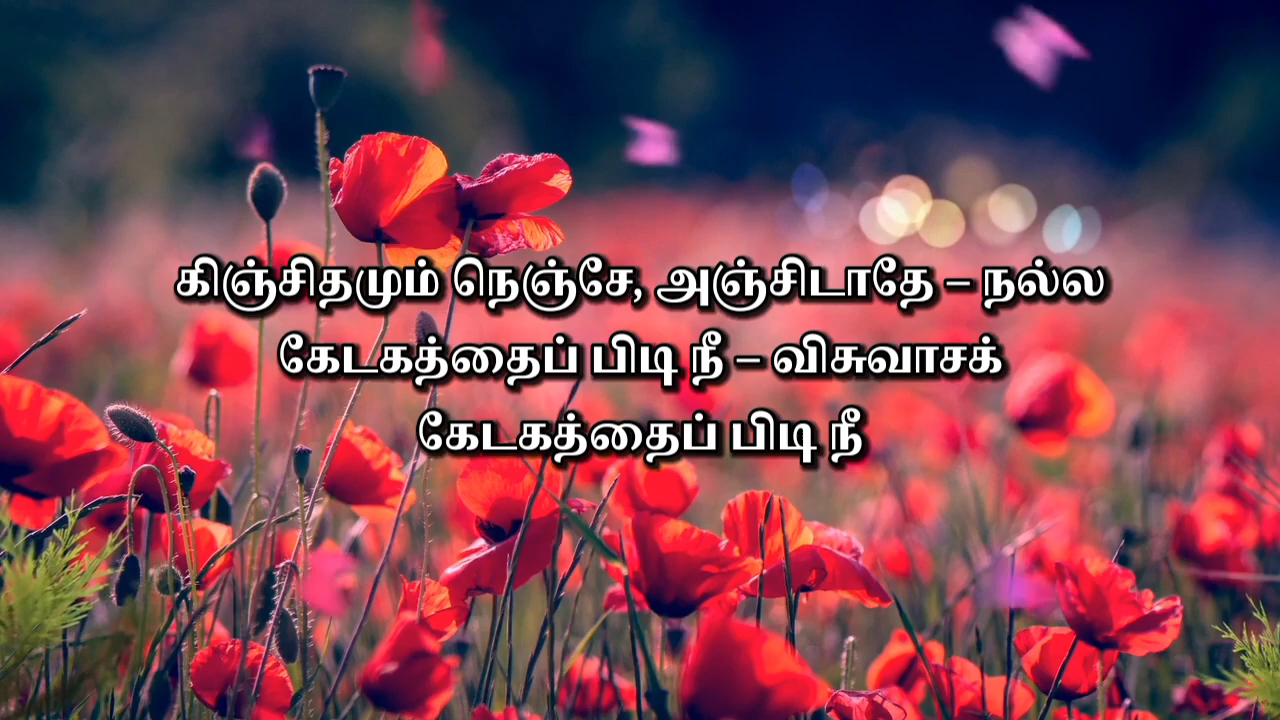 கிஞ்சிதமும் நெஞ்சே, அஞ்சிடாதே – நல்ல
கேடகத்தைப் பிடி நீ – விசுவாசக்
கேடகத்தைப் பிடி நீ